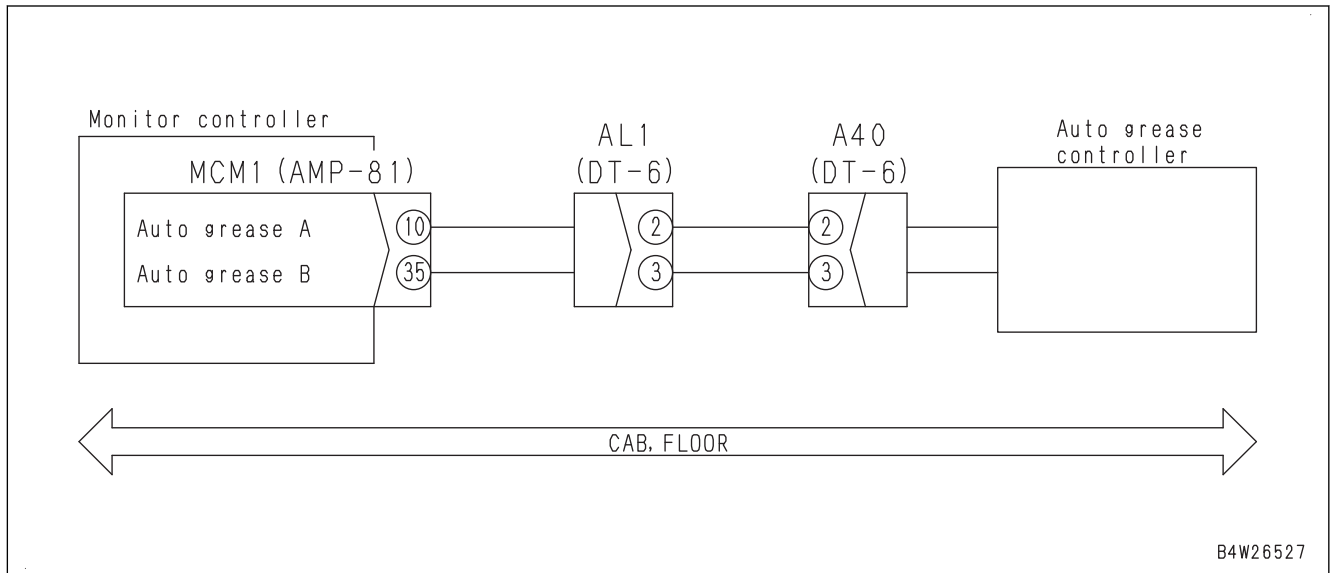 Monitor controller
MCM1 (AMP-81)
Auto grease A
Auto grease B
10
35
AL1
(DT-6)
2
3
A40
(DT-6)
2
3
Auto grease
controller
CAB, FLOOR
B4W26527